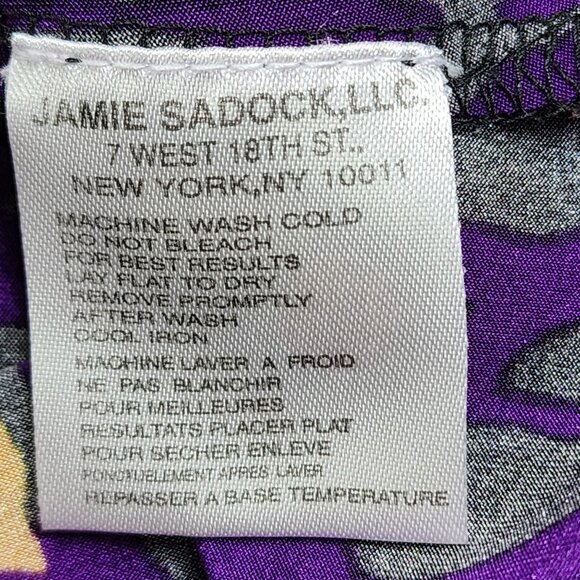 JAMIE SADOCK,LLC.
7 WEST 18TH ST.,
NEW YORK,NY 10011
MACHINE WASH COLD
DO NOT BLEACH
FOR BEST RESULTS
LAY FLAT TO DRY
REMOVE PROMPTLY
AFTER WASH
COOL IRON
MACHINE LAVER A FROID
NE PAS BLANCHIR
POUR MEILLEURES
RESULTATS PLACER PLAT
POUR SECHER ENLEVE
PONCTUELEMENT APRES LAVER
REPASSER A BASE TEMPERATURE